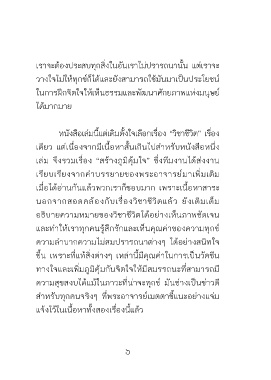 เราจะต้องประสบทุกสิ่งในอันเราไม่ปรารถนานั้น แต่เราจะ
วางใจไม่ให้ทุกข์ก็ได้และยังสามารถใช้มันมาเป็นประโยชน์
ในการฝึกจิตใจให้เห็นธรรมและพัฒนาศักยภาพแห่งมนุษย์
ได้มากมาย
หนังสือเล่มนี้แต่เดิมตั้งใจเลือกเรื่อง “วิชาชีวิต” เรื่อง
เดียว แต่เนื่องจากมีเนื้อหาสั้นเกินไปสำหรับหนังสือหนึ่ง
เล่ม จึงรวมเรื่อง “สร้างภูมิคุ้มใจ” ซึ่งทีมงานได้ส่งงาน
เรียบเรียงจากคำบรรยายของพระอาจารย์มาเพิ่มเติม
เมื่อได้อ่านกันแล้วพวกเราก็ชอบมาก เพราะเนื้อหาสาระ
นอกจากสอดคล้องกับเรื่องวิชาชีวิตแล้ว ยังเติมเต็ม
อธิบายความหมายของวิชาชีวิตได้อย่างเห็นภาพชัดเจน
และทำให้เราทุกคนรู้สึกรักและเห็นคุณค่าของความทุกข์
ความลำบากความไม่สมปรารถนาต่างๆ ได้อย่างสนิทใจ
ขึ้น เพราะที่แท้สิ่งต่างๆ เหล่านี้มีคุณค่าในการเป็นวัคซีน
ทางใจและเพิ่มภูมิคุ้มกันจิตใจให้มีสมรรถนะที่สามารถมี
ความสุขสงบได้แม้ในภาวะที่น่าจะทุกข์ มันช่างเป็นข่าวดี
สำหรับทุกคนจริงๆ ที่พระอาจารย์เมตตาชี้แนะอย่างแจ่ม
แจ้งไว้ในเนื้อหาทั้งสองเรื่องนี้แล้ว
๖